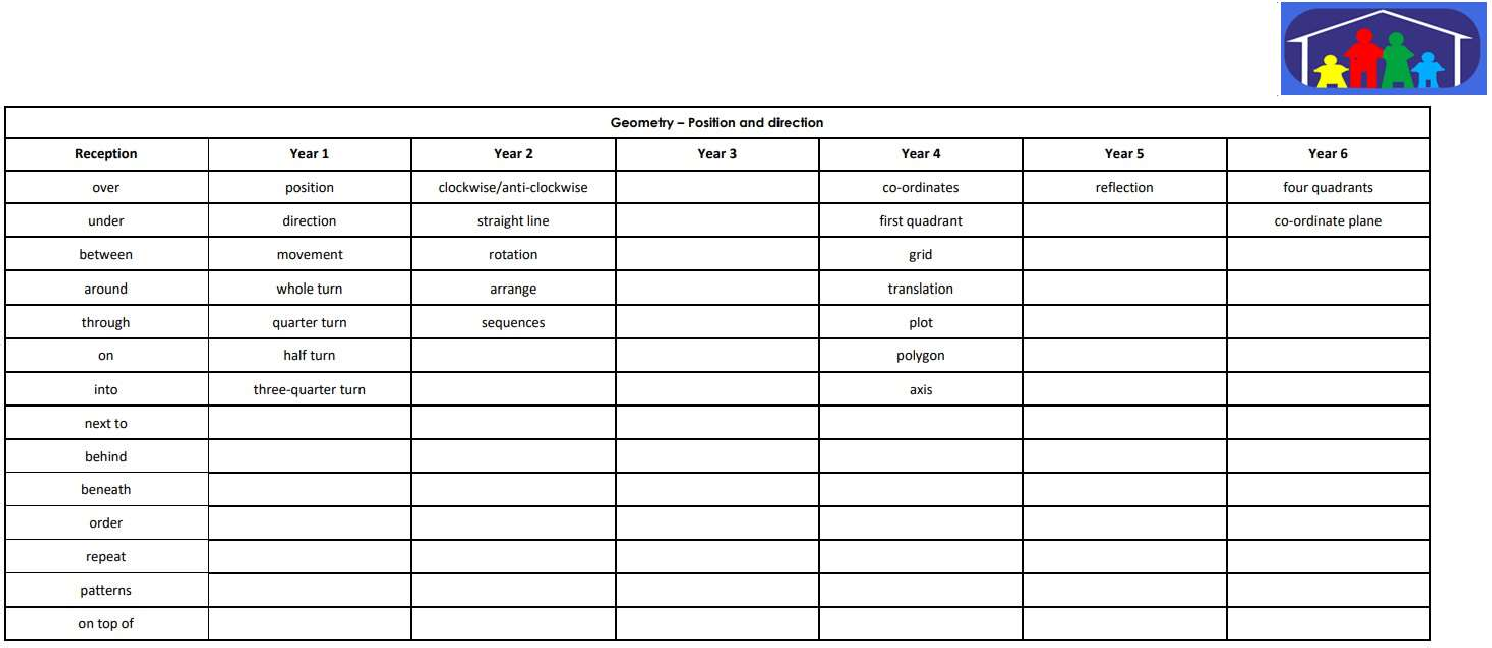 Geometry – Position and direction
Reception Year 1 Year 2 Year 3 Year 4 Year 5 Year 6
over position clockwise/anti-clockwise co-ordinates reflection four quadrants
under direction straight line first quadrant co-ordinate plane
between movement rotation grid
around whole turn arrange translation
through quarter turn sequences plot
on half turn polygon
into three-quarter turn axis
next to
behind
beneath
order
repeat
patterns
on top of